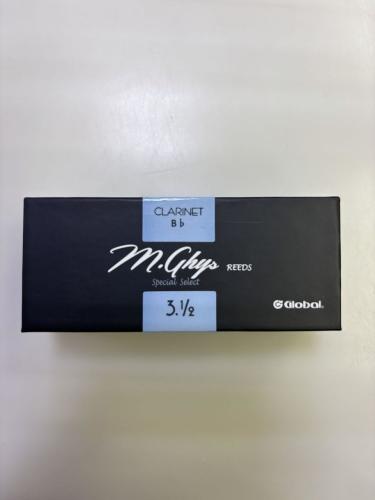 CLARINET
B♭
M.Ghys REEDS
Special Select
3.½
Global